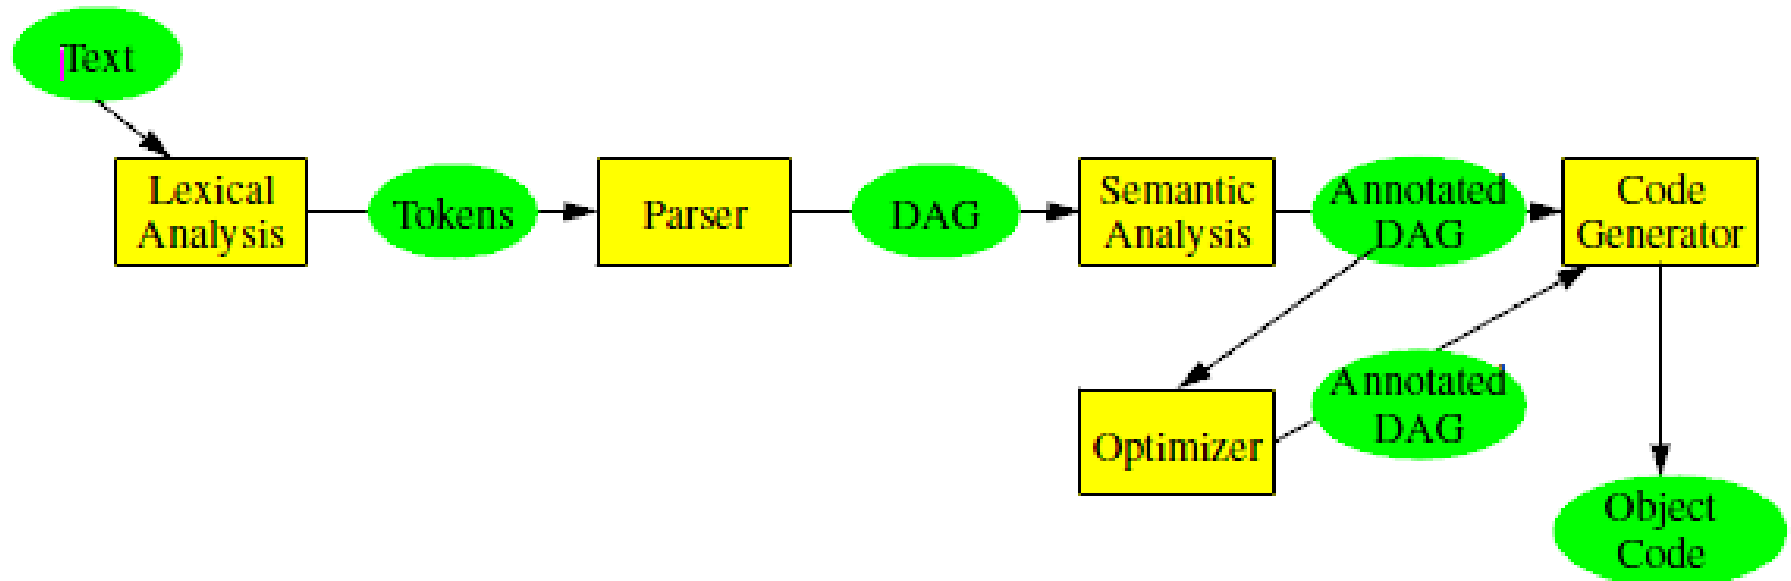 Text
Lexical
Analysis
Tokens
Parser
DAG
Semantic
Analysis
Annotated
DAG
Code
Generator
Optimizer
Annotated
DAG
Object
Code